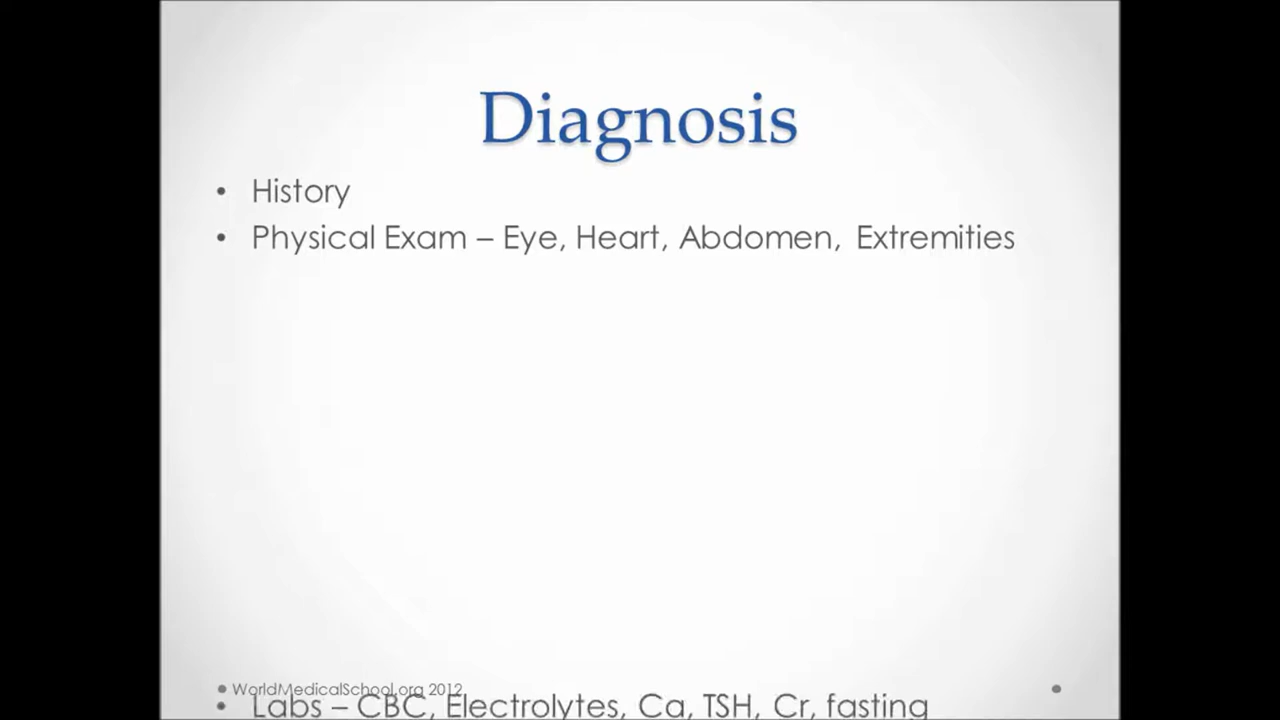 Diagnosis
• History
• Physical Exam – Eye, Heart, Abdomen, Extremities
WorldMedicalSchool.org 2012
• Labs – CBC, Electrolytes, Ca, TSH, Cr, fasting